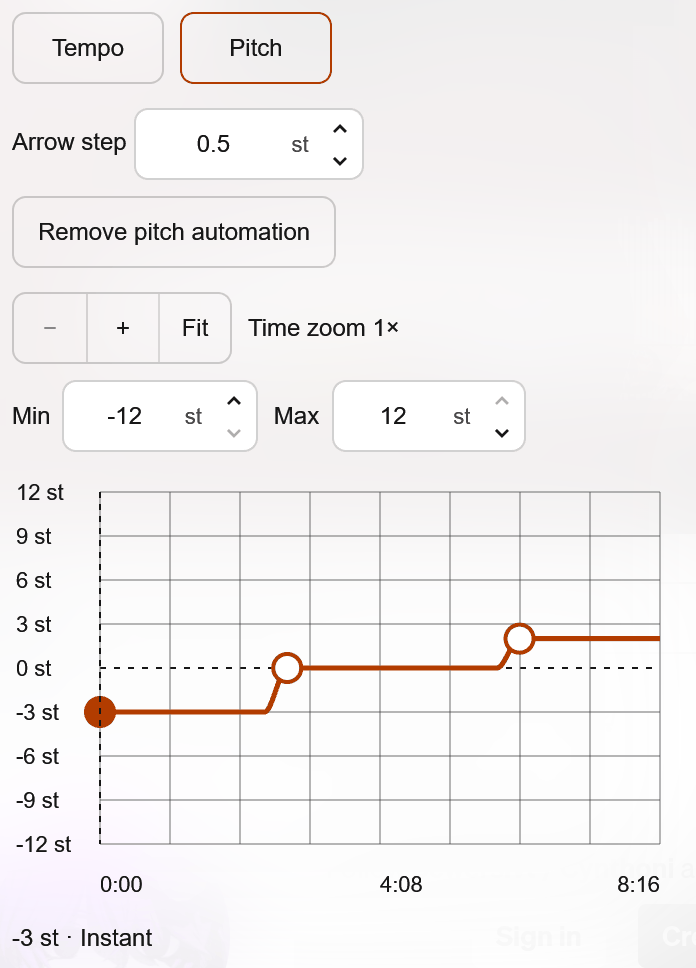 Tempo Pitch
Arrow step 0.5 st
Remove pitch automation
− + Fit Time zoom 1×
Min -12 st Max 12 st
12 st
9 st
6 st
3 st
0 st
-3 st
-6 st
-9 st
-12 st
0:00 4:08 8:16
-3 st · Instant
Sign in